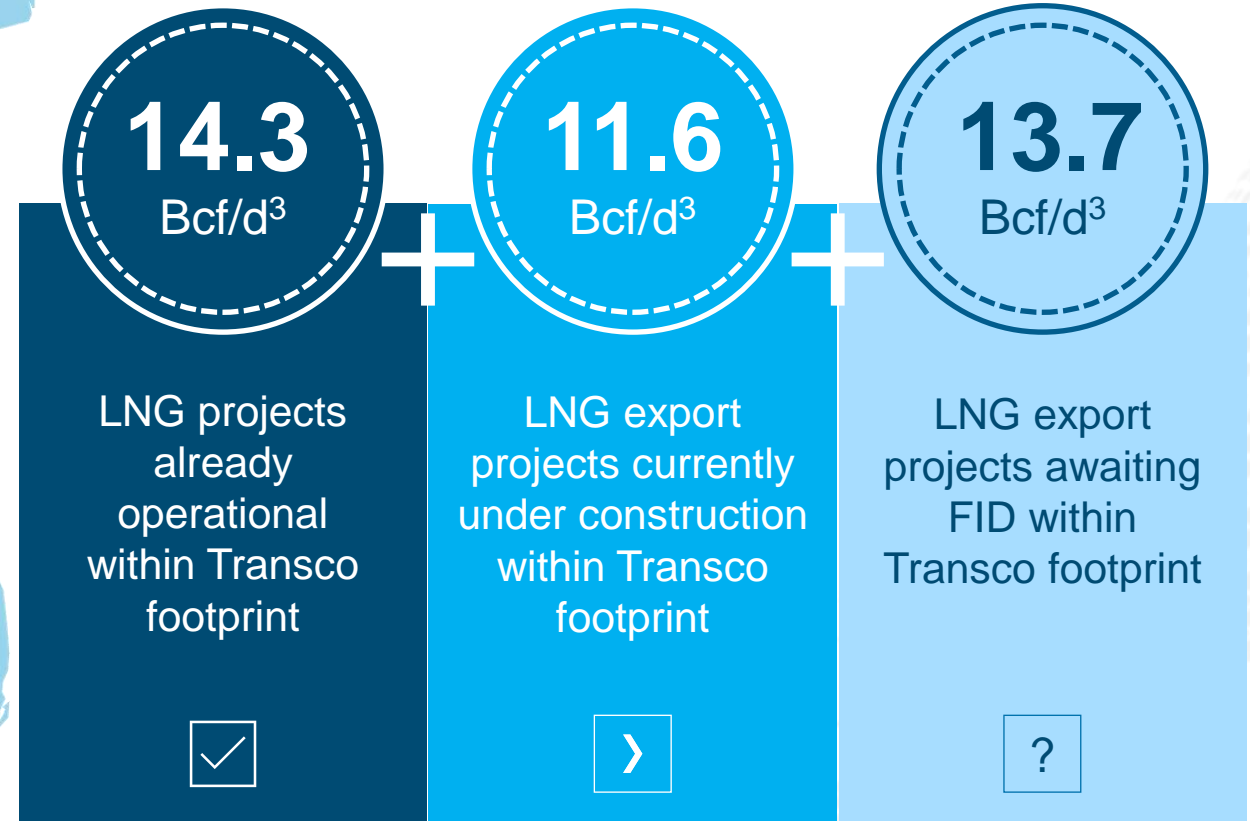 14.3
Bcf/d³
LNG projects
already
operational
within Transco
footprint
+
11.6
Bcf/d³
LNG export
projects currently
under construction
within Transco
footprint
+
13.7
Bcf/d³
LNG export
projects awaiting
FID within
Transco footprint
?